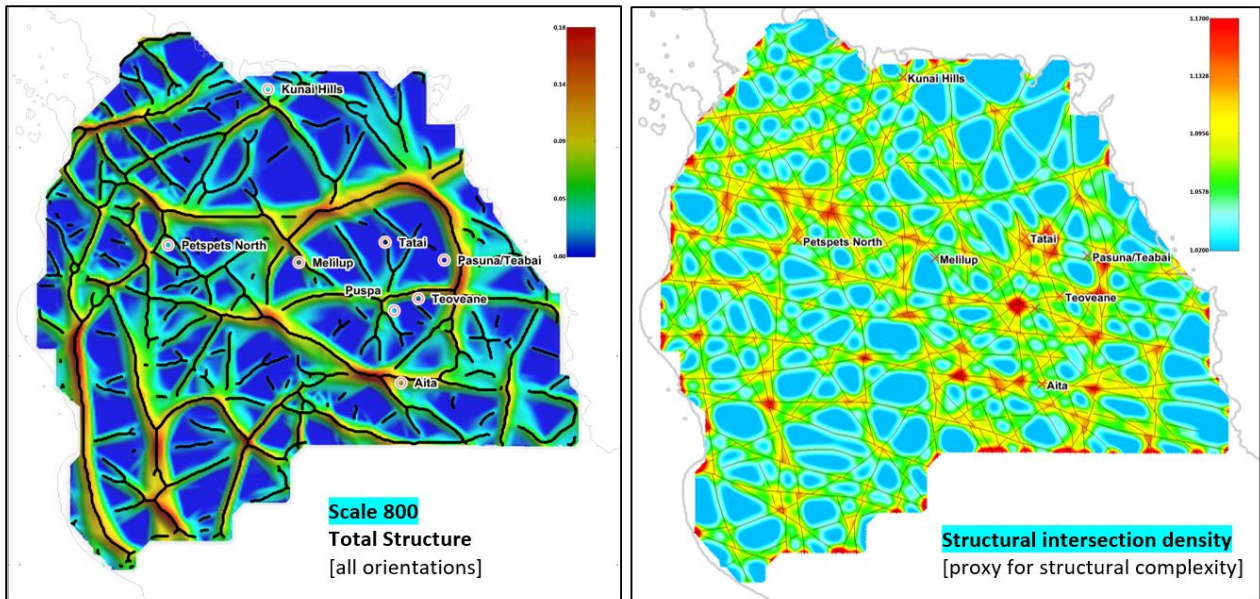 0.18
0.14
0.09
0.05
0.00
Kunai Hills
Petspets North
Tatai
Melilup
Pasuna/Teabai
Puspa
Teoveane
Aita
Scale 800
Total Structure
[all orientations]
1.1700
1.1328
1.0956
1.0578
1.0200
Kunai Hills
Petspets North
Tatai
Melilup
Pasuna/Teabai
Teoveane
Aita
Structural intersection density
[proxy for structural complexity]